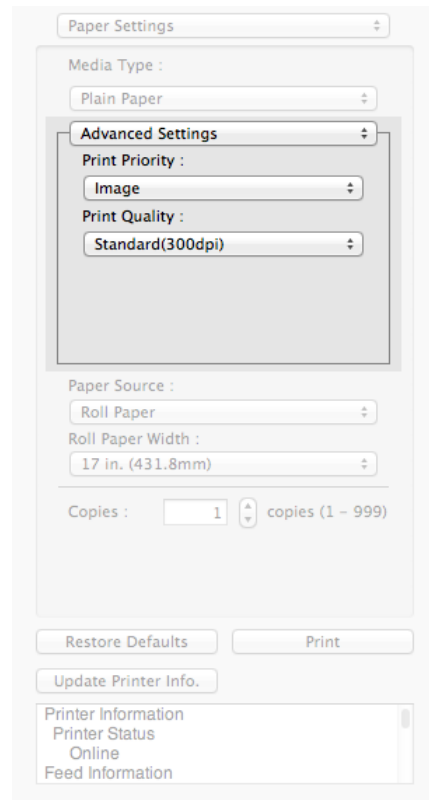 Paper Settings
Media Type :
Plain Paper
Advanced Settings
Print Priority :
Image
Print Quality :
Standard(300dpi)
Paper Source :
Roll Paper
Roll Paper Width :
17 in. (431.8mm)
Copies : 1 copies (1 – 999)
Restore Defaults Print
Update Printer Info.
Printer Information
Printer Status
Online
Feed Information